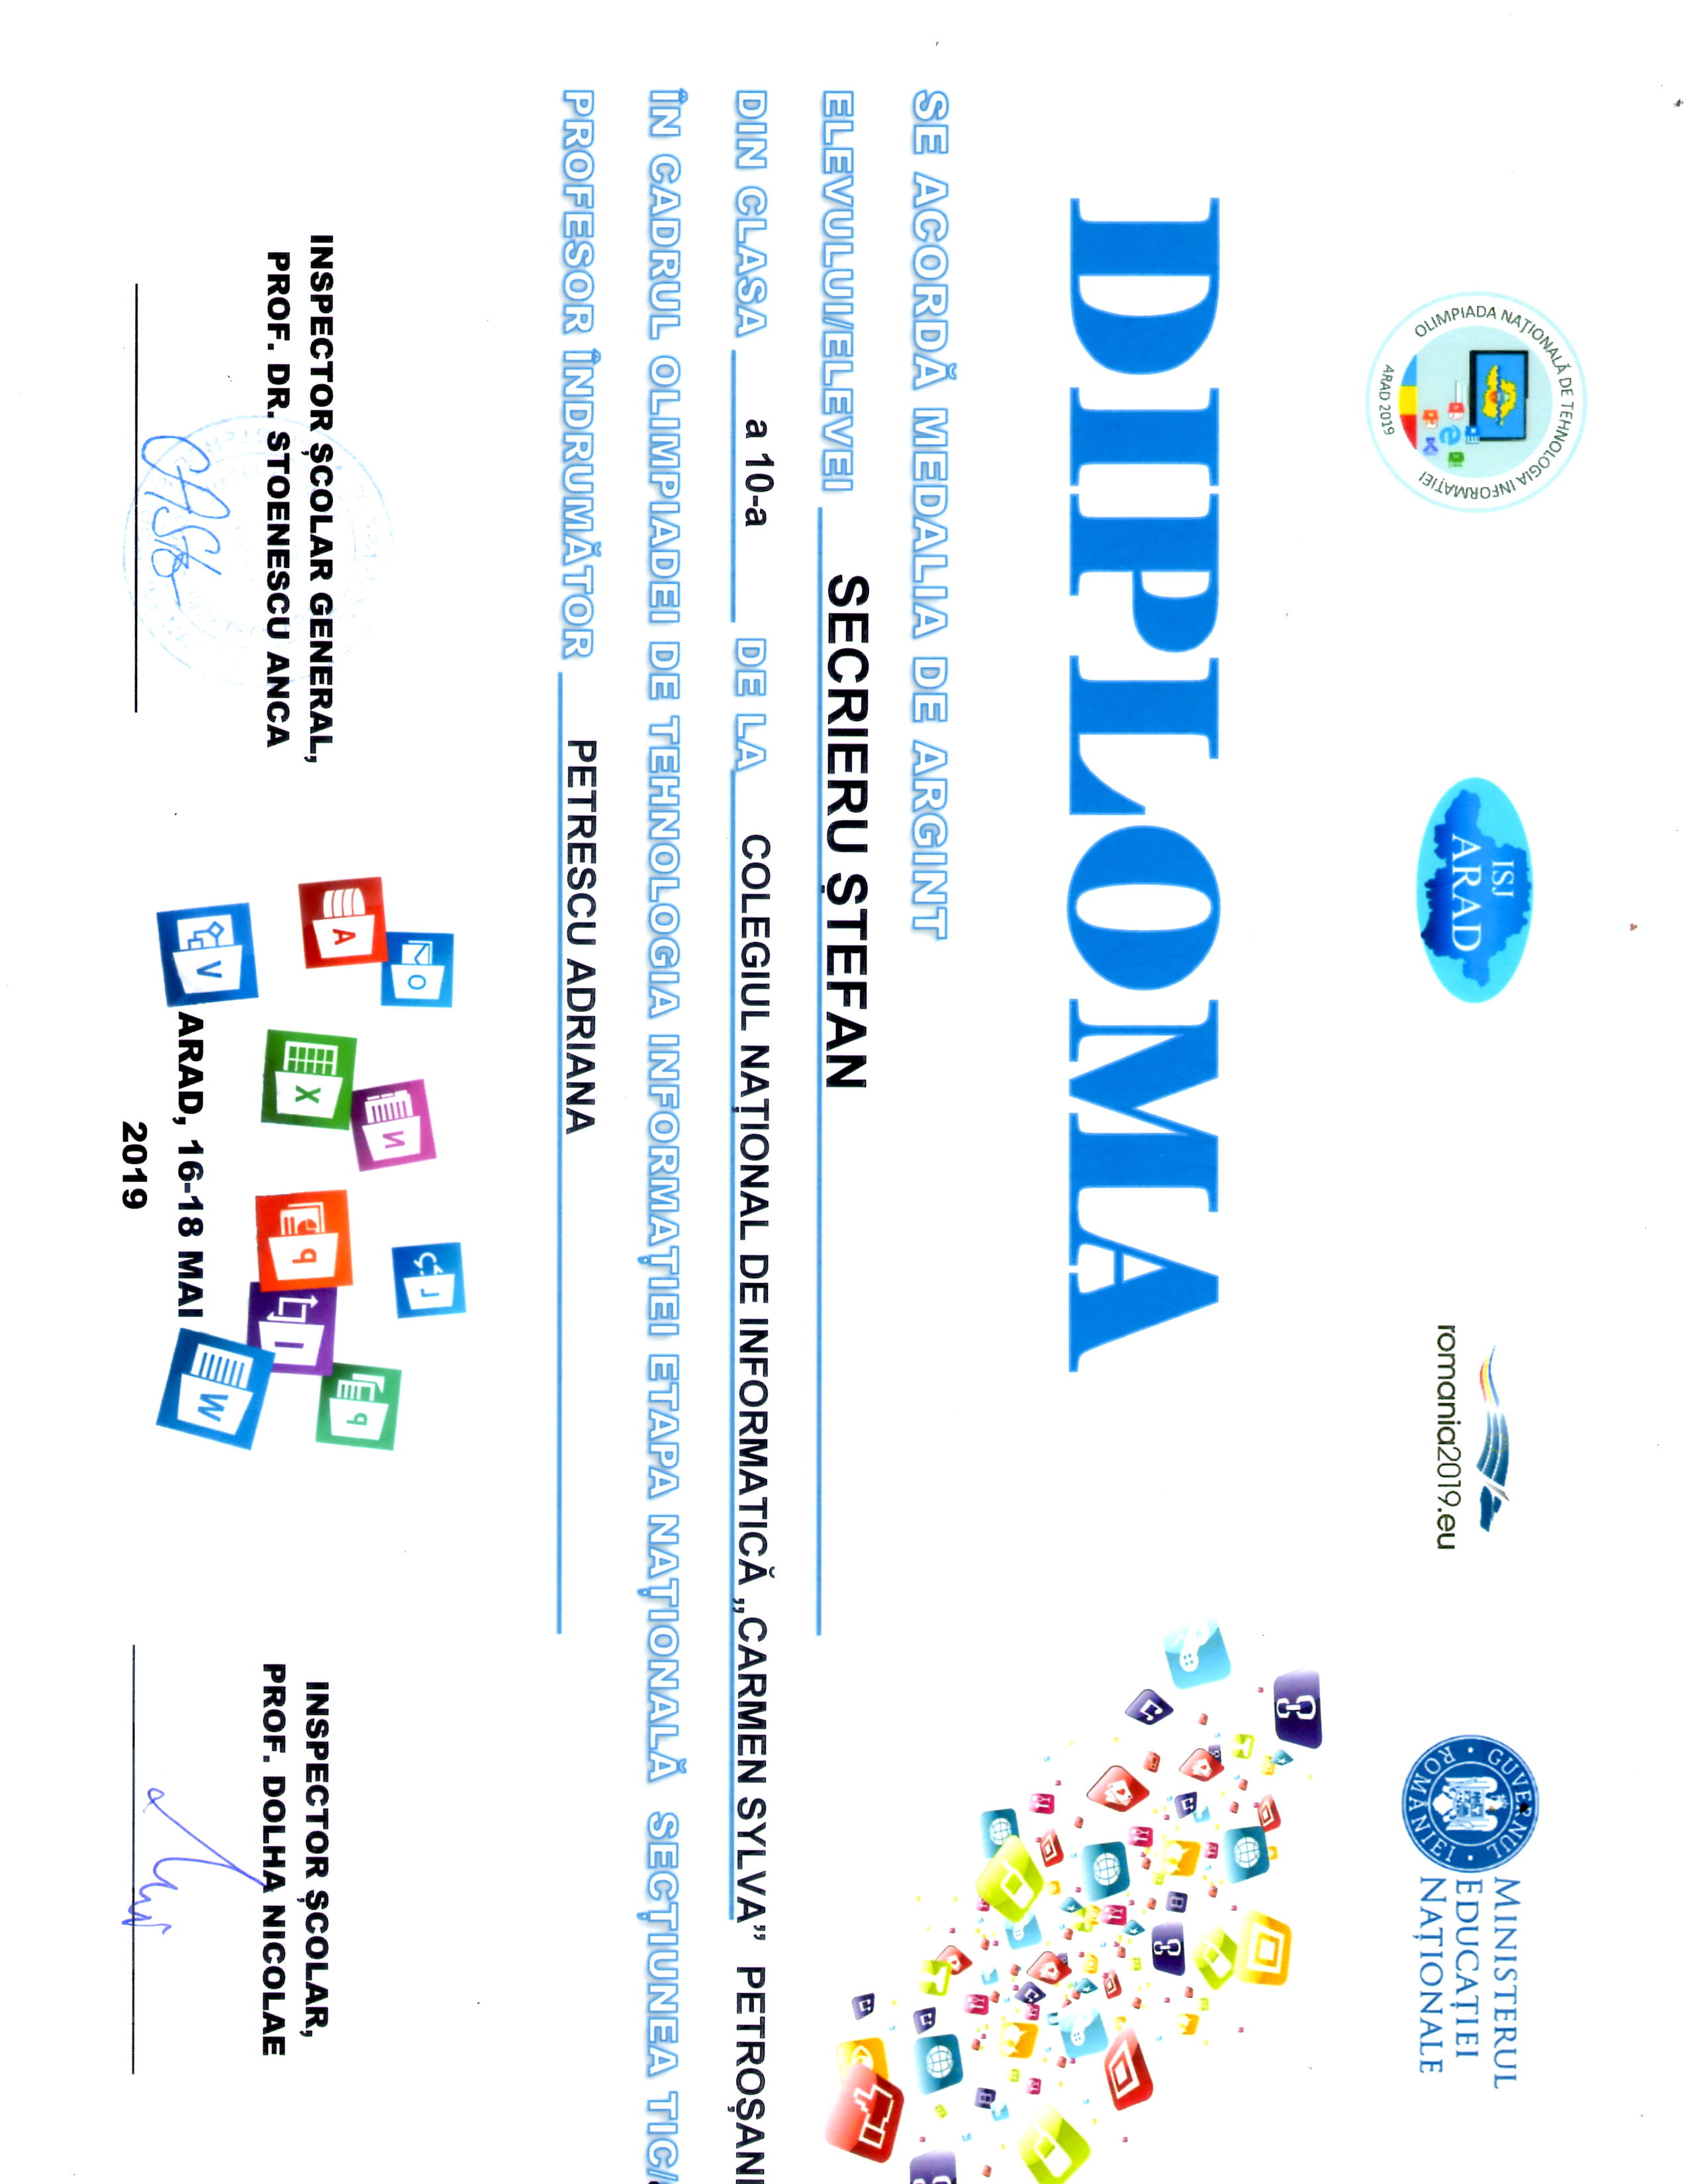 OLIMPIADA NAȚIONALĂ DE TEHNOLOGIA INFORMAȚIEI
ARAD 2019
ISJ
ARAD
romania2019.eu
GUVERNUL ROMÂNIEI
MINISTERUL
EDUCAȚIEI
NAȚIONALE
DIPLOMA
SE ACORDĂ MEDALIA DE ARGINT
ELEVULUI/ELEVEI SECRIERU ȘTEFAN
DIN CLASA a 10-a DE LA COLEGIUL NAȚIONAL DE INFORMATICĂ „CARMEN SYLVA” PETROȘANI
ÎN CADRUL OLIMPIADEI DE TEHNOLOGIA INFORMAȚIEI ETAPA NAȚIONALĂ SECȚIUNEA TIC/
PROFESOR ÎNDRUMĂTOR PETRESCU ADRIANA
INSPECTOR ȘCOLAR GENERAL,
PROF. DR. STOENESCU ANCA
INSPECTOR ȘCOLAR,
PROF. DOLHA NICOLAE
ARAD, 16-18 MAI
2019